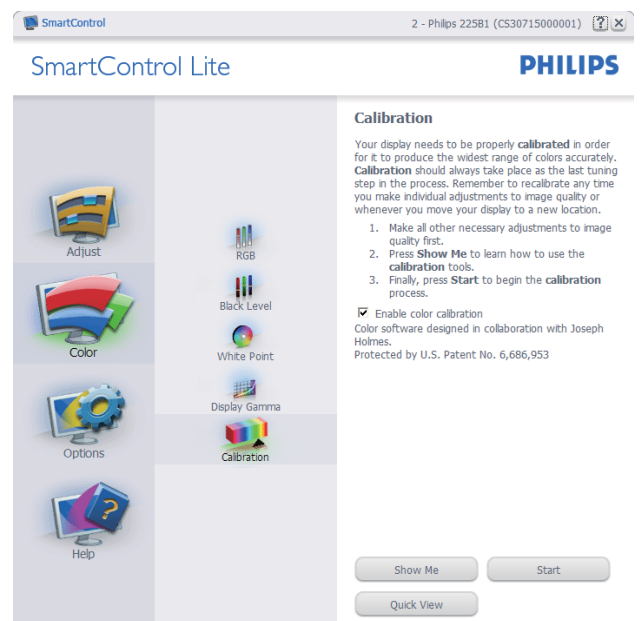 SmartControl
2 - Philips 225B1 (CS30715000001)
SmartControl Lite
PHILIPS
Adjust
Color
Options
Help
RGB
Black Level
White Point
Display Gamma
Calibration
Calibration
Your display needs to be properly calibrated in order
for it to produce the widest range of colors accurately.
Calibration should always take place as the last tuning
step in the process. Remember to recalibrate any time
you make individual adjustments to image quality or
whenever you move your display to a new location.
1. Make all other necessary adjustments to image
quality first.
2. Press Show Me to learn how to use the
calibration tools.
3. Finally, press Start to begin the calibration
process.
Enable color calibration
Color software designed in collaboration with Joseph
Holmes.
Protected by U.S. Patent No. 6,686,953
Show Me
Start
Quick View